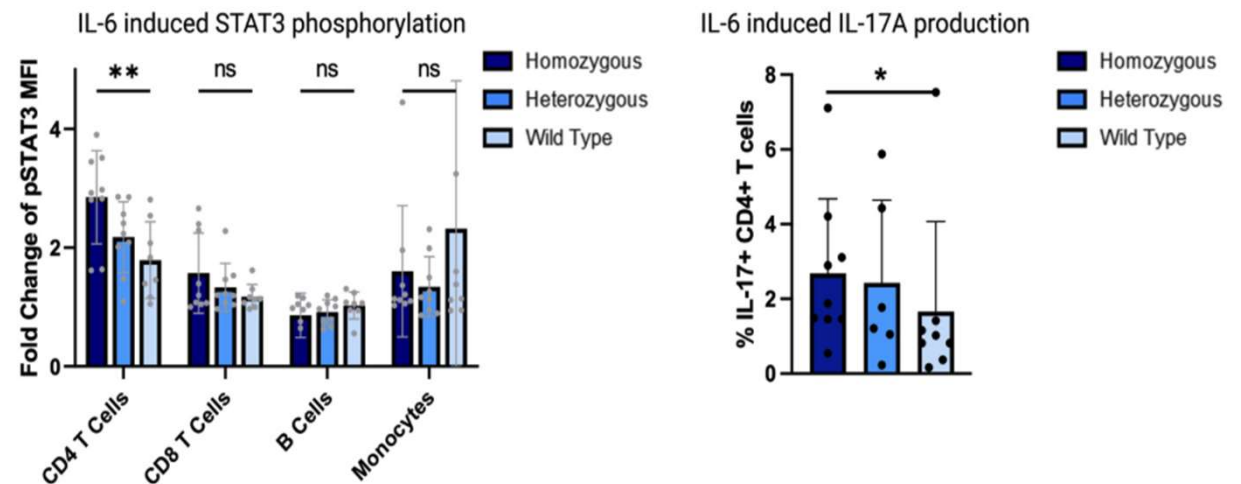 IL-6 induced STAT3 phosphorylation
Fold Change of pSTAT3 MFI
4
2
0
**
ns
ns
ns
CD4 T Cells
CD8 T Cells
B Cells
Monocytes
Homozygous
Heterozygous
Wild Type
IL-6 induced IL-17A production
% IL-17+ CD4+ T cells
8
6
4
2
0
*
Homozygous
Heterozygous
Wild Type